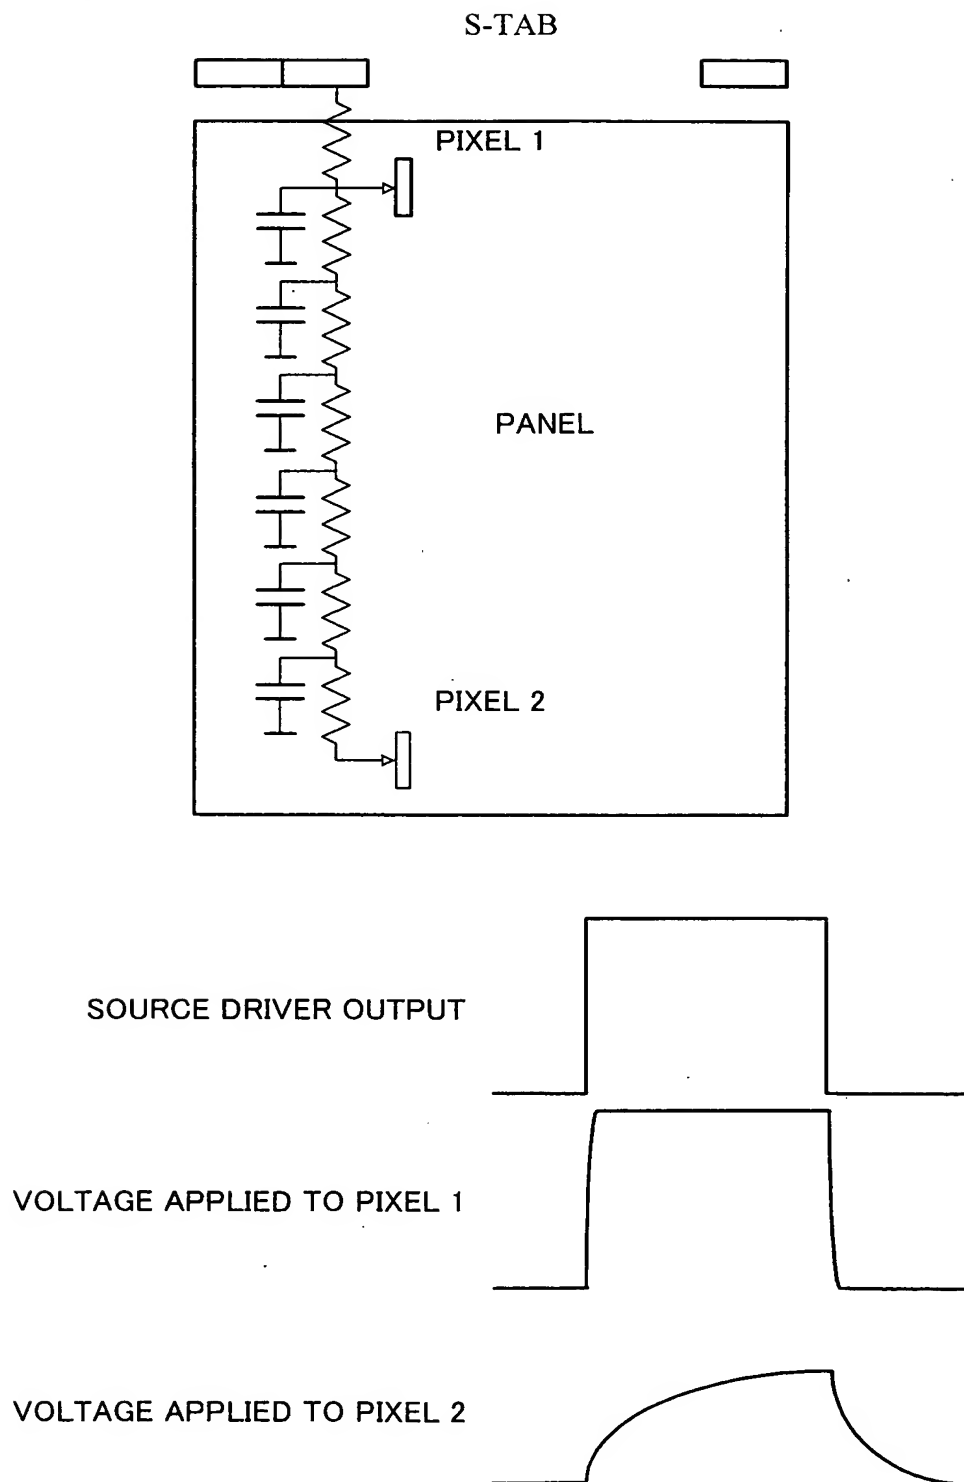 S-TAB
PIXEL 1
PANEL
PIXEL 2
SOURCE DRIVER OUTPUT
VOLTAGE APPLIED TO PIXEL 1
VOLTAGE APPLIED TO PIXEL 2